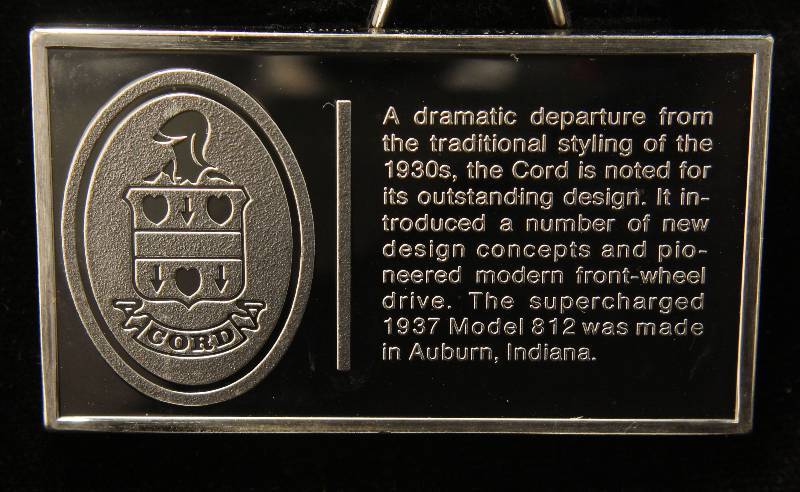 CORD
A dramatic departure from
the traditional styling of the
1930s, the Cord is noted for
its outstanding design. It in-
troduced a number of new
design concepts and pio-
neered modern front-wheel
drive. The supercharged
1937 Model 812 was made
in Auburn, Indiana.